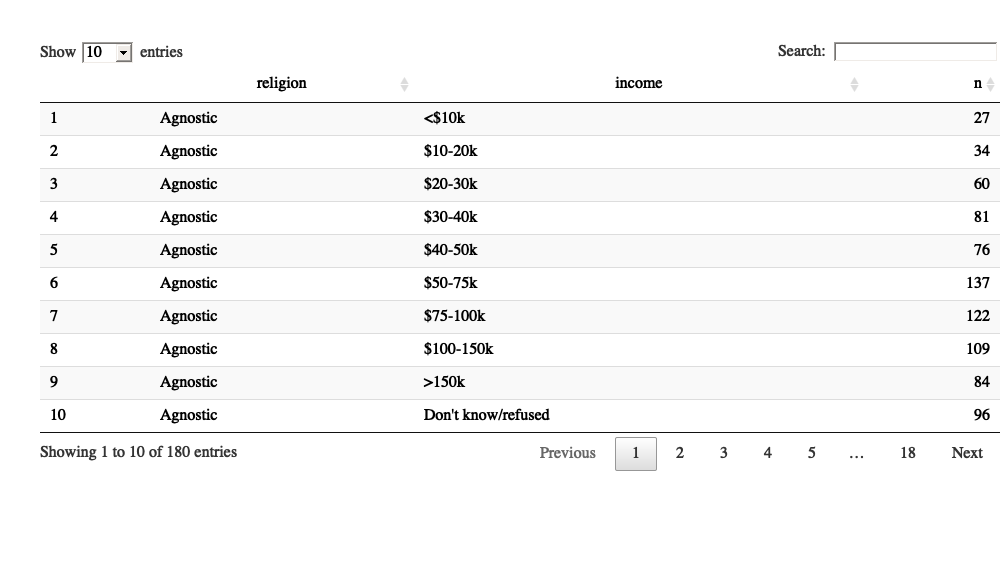 Show 10 entries Search:
religion income n
1 Agnostic <$10k 27
2 Agnostic $10-20k 34
3 Agnostic $20-30k 60
4 Agnostic $30-40k 81
5 Agnostic $40-50k 76
6 Agnostic $50-75k 137
7 Agnostic $75-100k 122
8 Agnostic $100-150k 109
9 Agnostic >150k 84
10 Agnostic Don't know/refused 96
Showing 1 to 10 of 180 entries Previous 1 2 3 4 5 … 18 Next